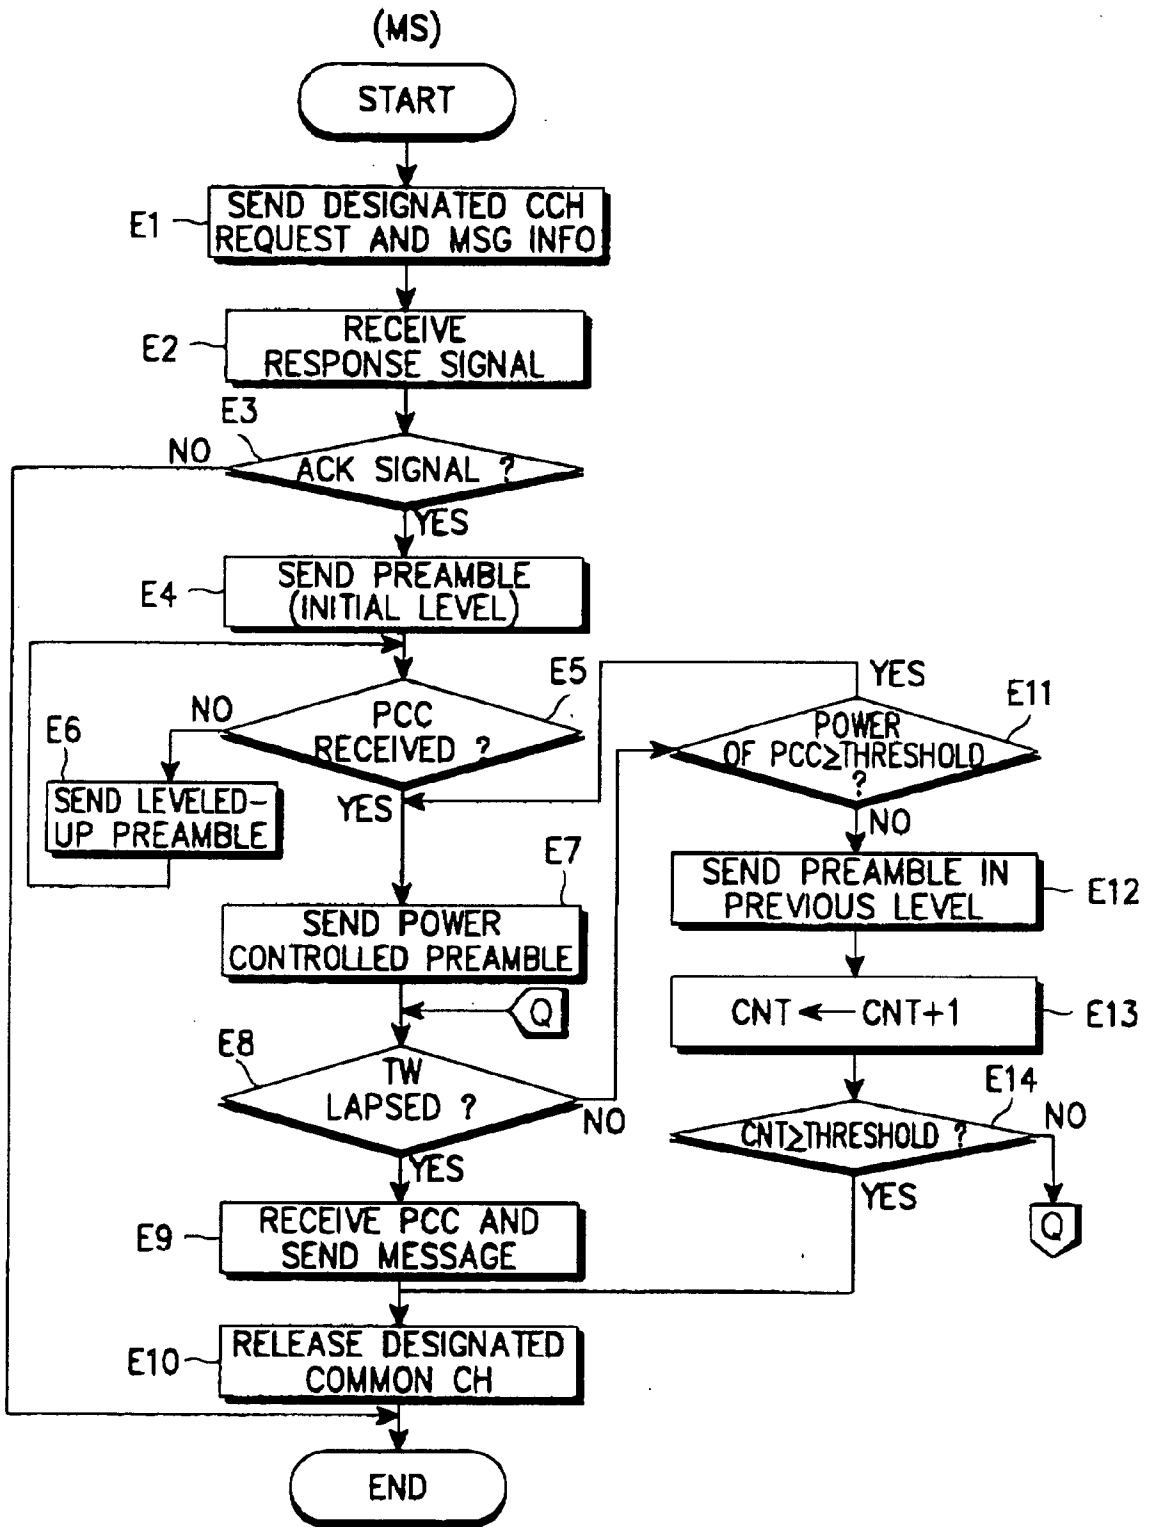 (MS)
START
E1
SEND DESIGNATED CCH
REQUEST AND MSG INFO
E2
RECEIVE
RESPONSE SIGNAL
E3
NO
ACK SIGNAL ?
YES
E4
SEND PREAMBLE
(INITIAL LEVEL)
E5
NO
PCC
RECEIVED ?
YES
E6
SEND LEVELED-
UP PREAMBLE
E7
SEND POWER
CONTROLLED PREAMBLE
Q
E8
TW
LAPSED ?
NO
YES
E9
RECEIVE PCC AND
SEND MESSAGE
E10
RELEASE DESIGNATED
COMMON CH
END
YES
E11
POWER
OF PCC≥THRESHOLD
?
NO
SEND PREAMBLE IN
PREVIOUS LEVEL
E12
CNT ← CNT+1
E13
E14
CNT≥THRESHOLD ?
NO
YES
Q